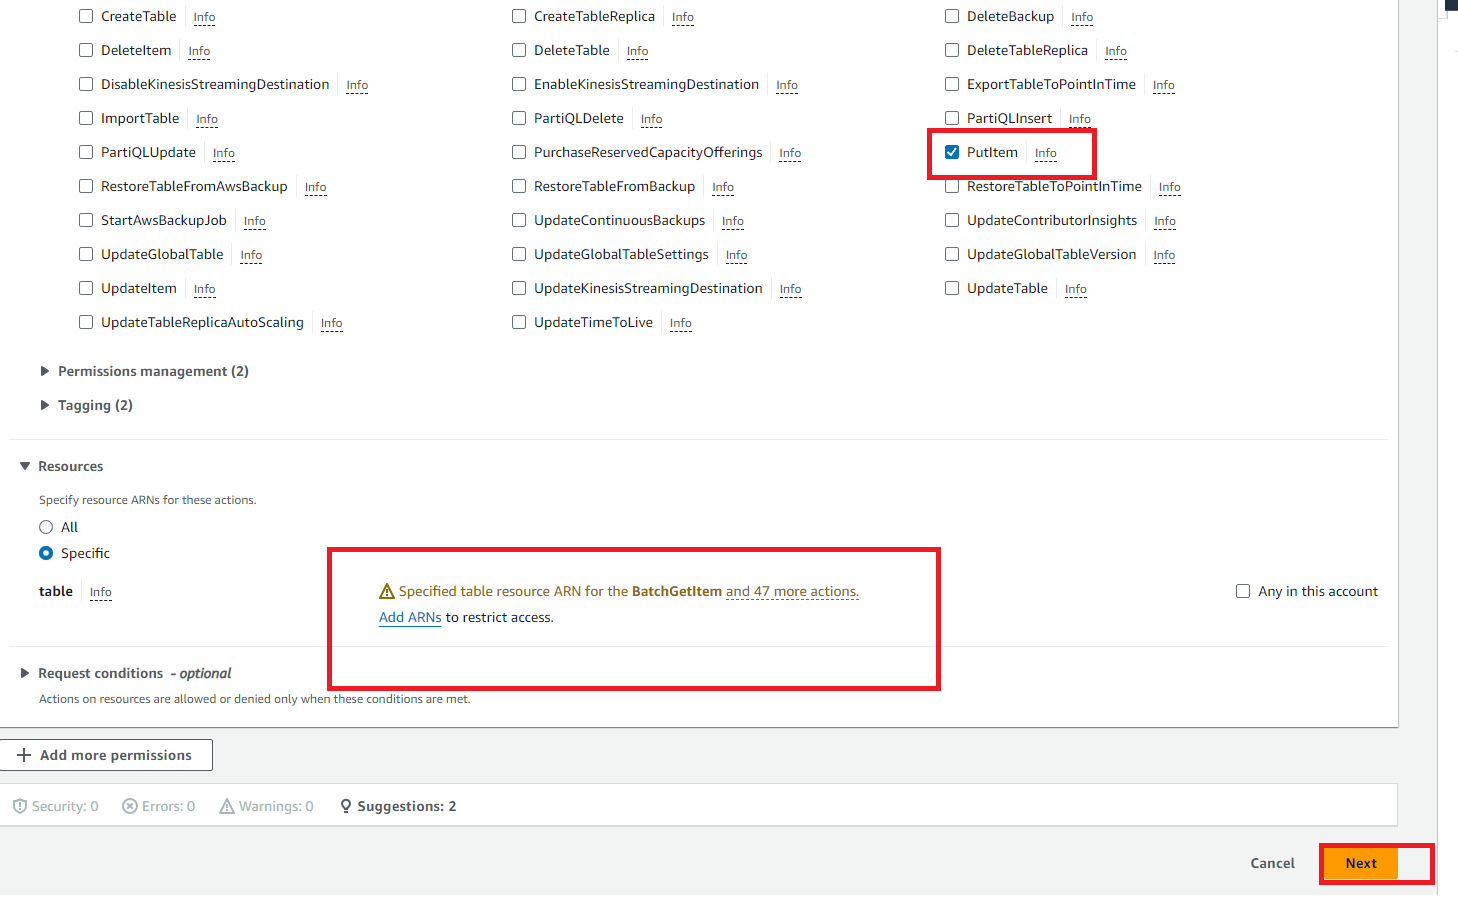 CreateTable Info CreateTableReplica Info DeleteBackup Info
DeleteItem Info DeleteTable Info DeleteTableReplica Info
DisableKinesisStreamingDestination Info EnableKinesisStreamingDestination Info ExportTableToPointInTime Info
ImportTable Info PartiQLDelete Info PartiQLInsert Info
PartiQLUpdate Info PurchaseReservedCapacityOfferings Info PutItem Info
RestoreTableFromAwsBackup Info RestoreTableFromBackup Info RestoreTableToPointInTime Info
StartAwsBackupJob Info UpdateContinuousBackups Info UpdateContributorInsights Info
UpdateGlobalTable Info UpdateGlobalTableSettings Info UpdateGlobalTableVersion Info
UpdateItem Info UpdateKinesisStreamingDestination Info UpdateTable Info
UpdateTableReplicaAutoScaling Info UpdateTimeToLive Info
Permissions management (2)
Tagging (2)
Resources
Specify resource ARNs for these actions.
All
Specific
table Info Specified table resource ARN for the BatchGetItem and 47 more actions. Any in this account
Add ARNs to restrict access.
Request conditions - optional
Actions on resources are allowed or denied only when these conditions are met.
Add more permissions
Security: 0 Errors: 0 Warnings: 0 Suggestions: 2
Cancel Next